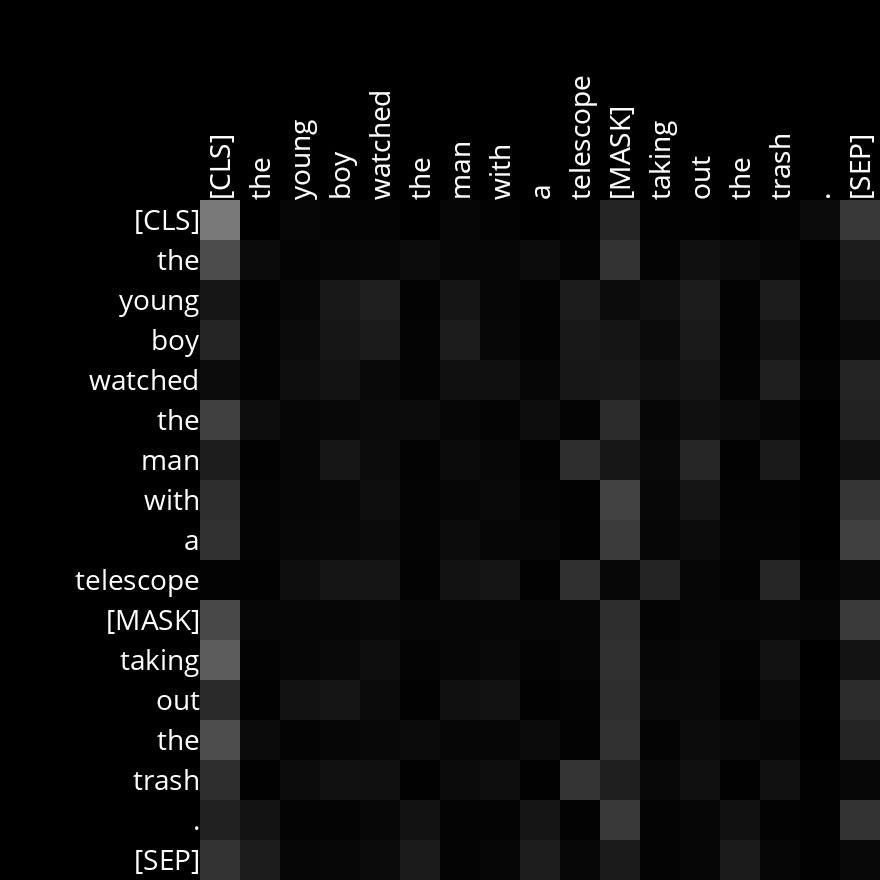 [CLS] the young boy watched the man with a telescope [MASK] taking out the trash . [SEP]
[CLS]
the
young
boy
watched
the
man
with
a
telescope
[MASK]
taking
out
the
trash
.
[SEP]